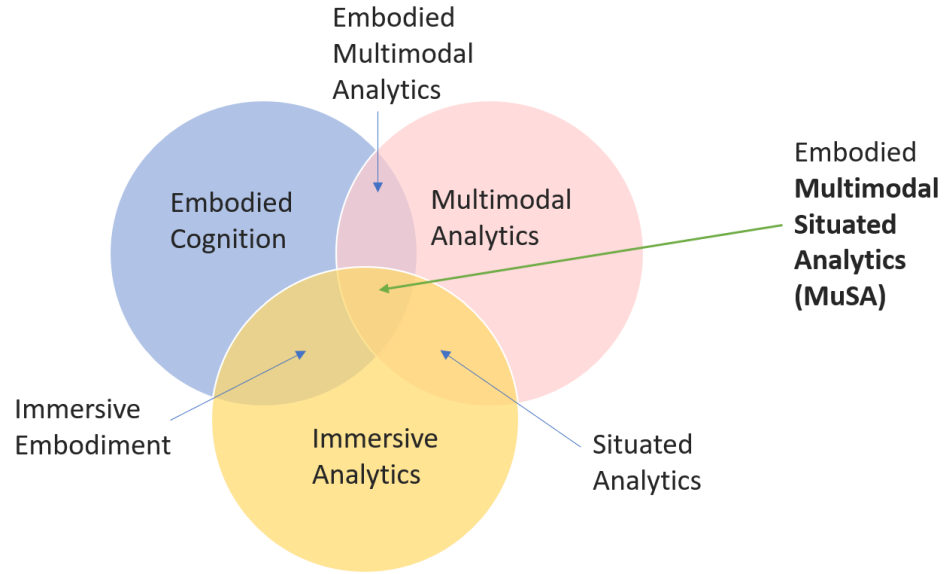 Embodied
Multimodal
Analytics
Embodied
Cognition
Multimodal
Analytics
Embodied
Multimodal
Situated
Analytics
(MuSA)
Immersive
Embodiment
Immersive
Analytics
Situated
Analytics